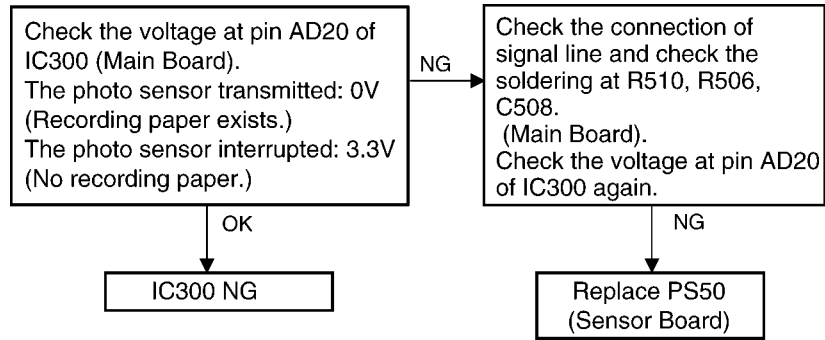 Check the voltage at pin AD20 of
IC300 (Main Board).
The photo sensor transmitted: 0V
(Recording paper exists.)
The photo sensor interrupted: 3.3V
(No recording paper.)
NG
Check the connection of
signal line and check the
soldering at R510, R506,
C508.
(Main Board).
Check the voltage at pin AD20
of IC300 again.
OK
NG
IC300 NG
Replace PS50
(Sensor Board)